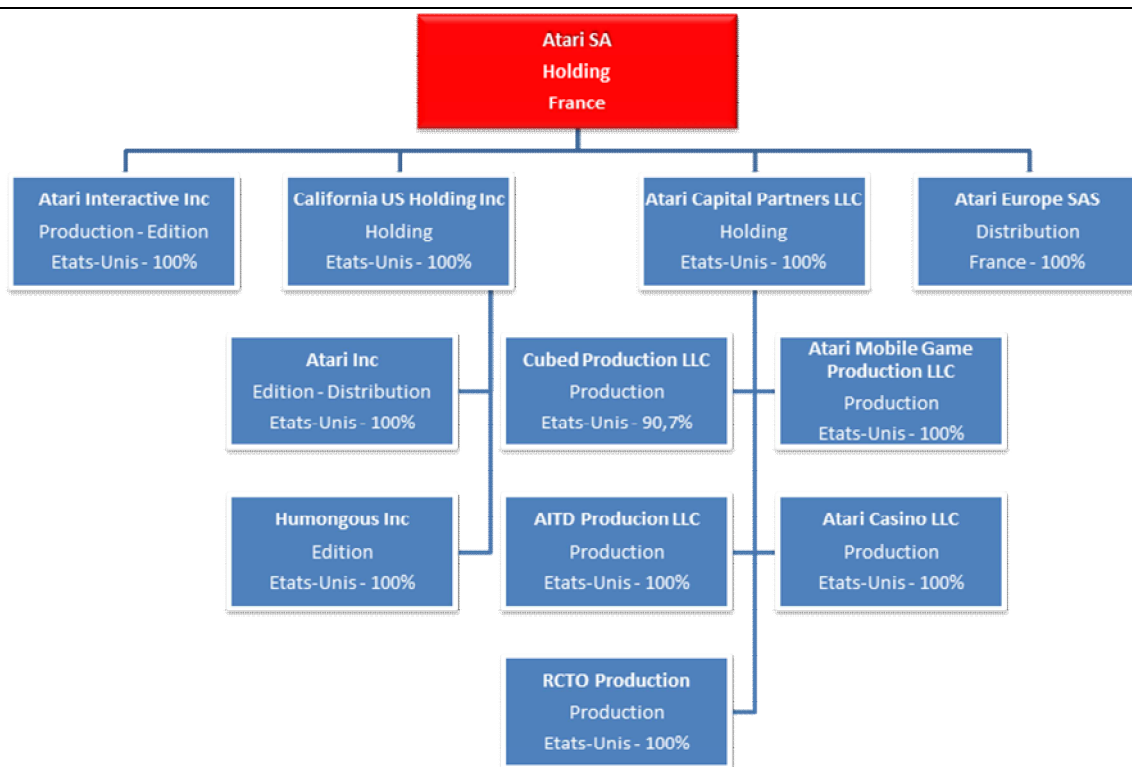 Atari SA
Holding
France
Atari Interactive Inc
Production - Edition
Etats-Unis - 100%
California US Holding Inc
Holding
Etats-Unis - 100%
Atari Capital Partners LLC
Holding
Etats-Unis - 100%
Atari Europe SAS
Distribution
France - 100%
Atari Inc
Edition - Distribution
Etats-Unis - 100%
Cubed Production LLC
Production
Etats-Unis - 90,7%
Atari Mobile Game
Production LLC
Production
Etats-Unis - 100%
Humongous Inc
Edition
Etats-Unis - 100%
AITD Producion LLC
Production
Etats-Unis - 100%
Atari Casino LLC
Production
Etats-Unis - 100%
RCTO Production
Production
Etats-Unis - 100%